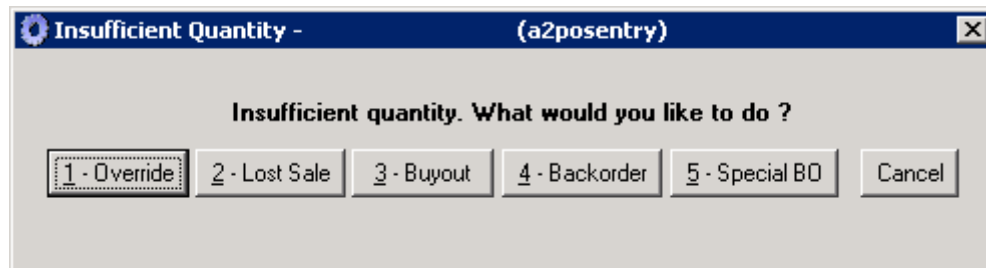 Insufficient Quantity - (a2posentry)
Insufficient quantity. What would you like to do ?
1 - Override 2 - Lost Sale 3 - Buyout 4 - Backorder 5 - Special BO Cancel